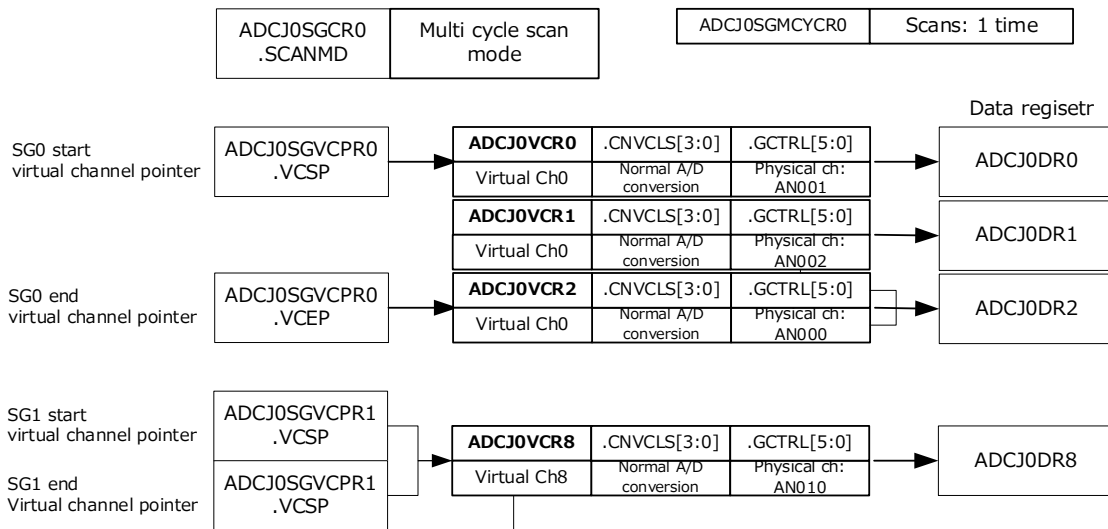 ADCJ0SGCR0
.SCANMD
Multi cycle scan
mode
ADCJ0SGMCYCR0
Scans: 1 time
Data regisetr
SG0 start
virtual channel pointer
ADCJ0SGVCPR0
.VCSP
ADCJ0VCR0
.CNVCLS[3:0]
.GCTRL[5:0]
Virtual Ch0
Normal A/D
conversion
Physical ch:
AN001
ADCJ0DR0
ADCJ0VCR1
.CNVCLS[3:0]
.GCTRL[5:0]
Virtual Ch0
Normal A/D
conversion
Physical ch:
AN002
ADCJ0DR1
SG0 end
virtual channel pointer
ADCJ0SGVCPR0
.VCEP
ADCJ0VCR2
.CNVCLS[3:0]
.GCTRL[5:0]
Virtual Ch0
Normal A/D
conversion
Physical ch:
AN000
ADCJ0DR2
SG1 start
virtual channel pointer
ADCJ0SGVCPR1
.VCSP
ADCJ0VCR8
.CNVCLS[3:0]
.GCTRL[5:0]
Virtual Ch8
Normal A/D
conversion
Physical ch:
AN010
ADCJ0DR8
SG1 end
Virtual channel pointer
ADCJ0SGVCPR1
.VCSP